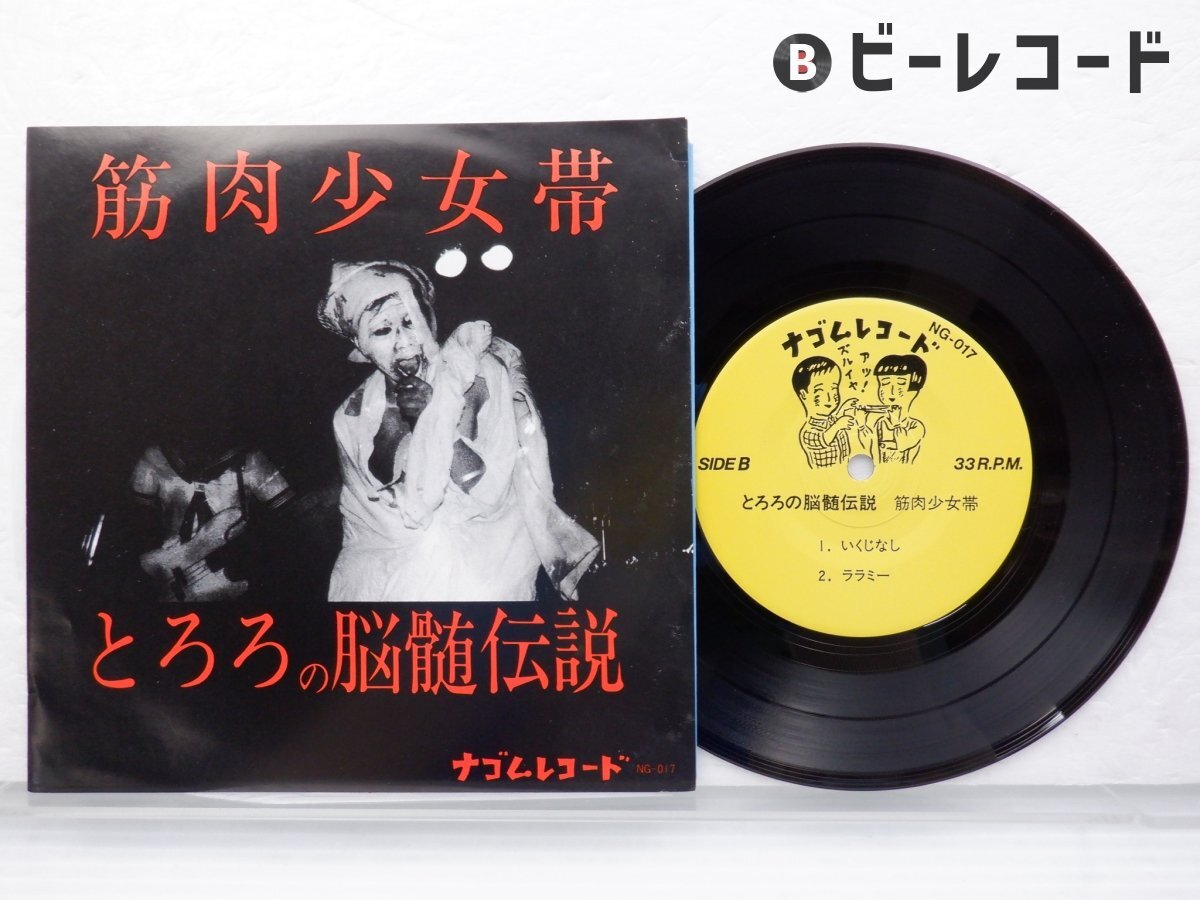 B ビーレコード
筋肉少女帯
とろろの脳髄伝説
ナゴムレコード NG-017
ナゴムレコード NG-017
アッ!
ズルイヤ
SIDE B 33 R.P.M.
とろろの脳髄伝説 筋肉少女帯
1. いくじなし
2. ララミー